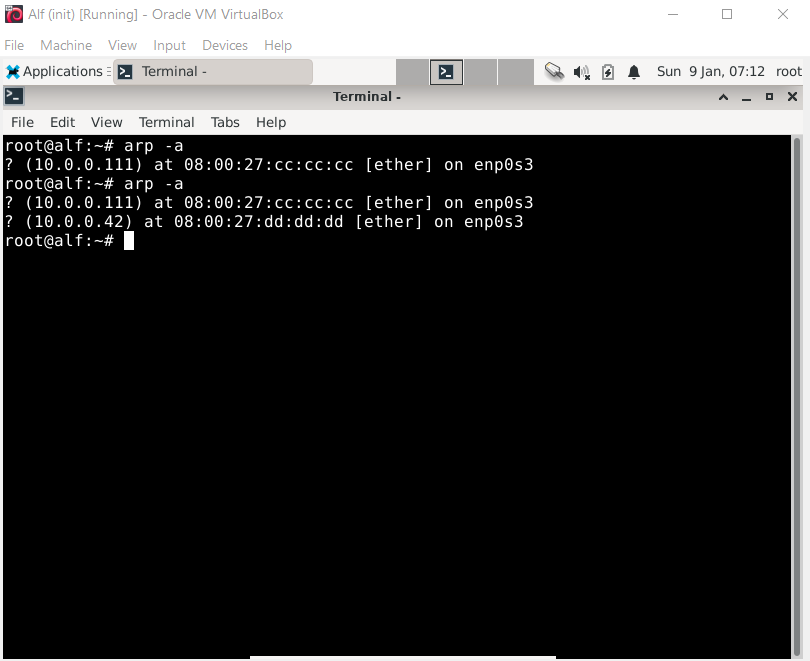 Alf (init) [Running] - Oracle VM VirtualBox
File Machine View Input Devices Help
Applications Terminal - Sun 9 Jan, 07:12 root
Terminal -
File Edit View Terminal Tabs Help
root@alf:~# arp -a
? (10.0.0.111) at 08:00:27:cc:cc:cc [ether] on enp0s3
root@alf:~# arp -a
? (10.0.0.111) at 08:00:27:cc:cc:cc [ether] on enp0s3
? (10.0.0.42) at 08:00:27:dd:dd:dd [ether] on enp0s3
root@alf:~#